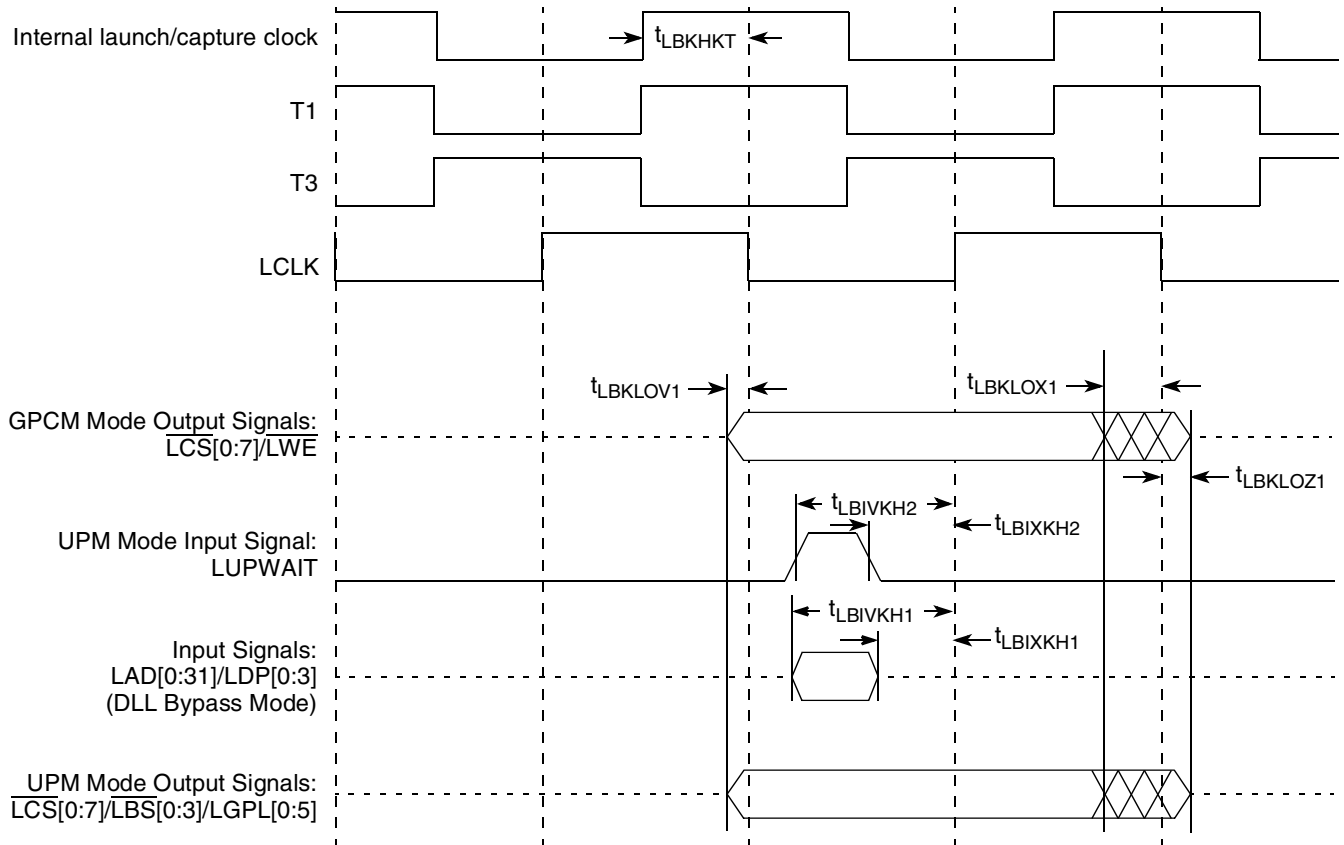 Internal launch/capture clock
tLBKHKT
T1
T3
LCLK
tLBKLOV1
tLBKLOX1
GPCM Mode Output Signals:
LCS[0:7]/LWE
tLBKLOZ1
tLBIVKH2
tLBIXKH2
UPM Mode Input Signal:
LUPWAIT
tLBIVKH1
tLBIXKH1
Input Signals:
LAD[0:31]/LDP[0:3]
(DLL Bypass Mode)
UPM Mode Output Signals:
LCS[0:7]/LBS[0:3]/LGPL[0:5]